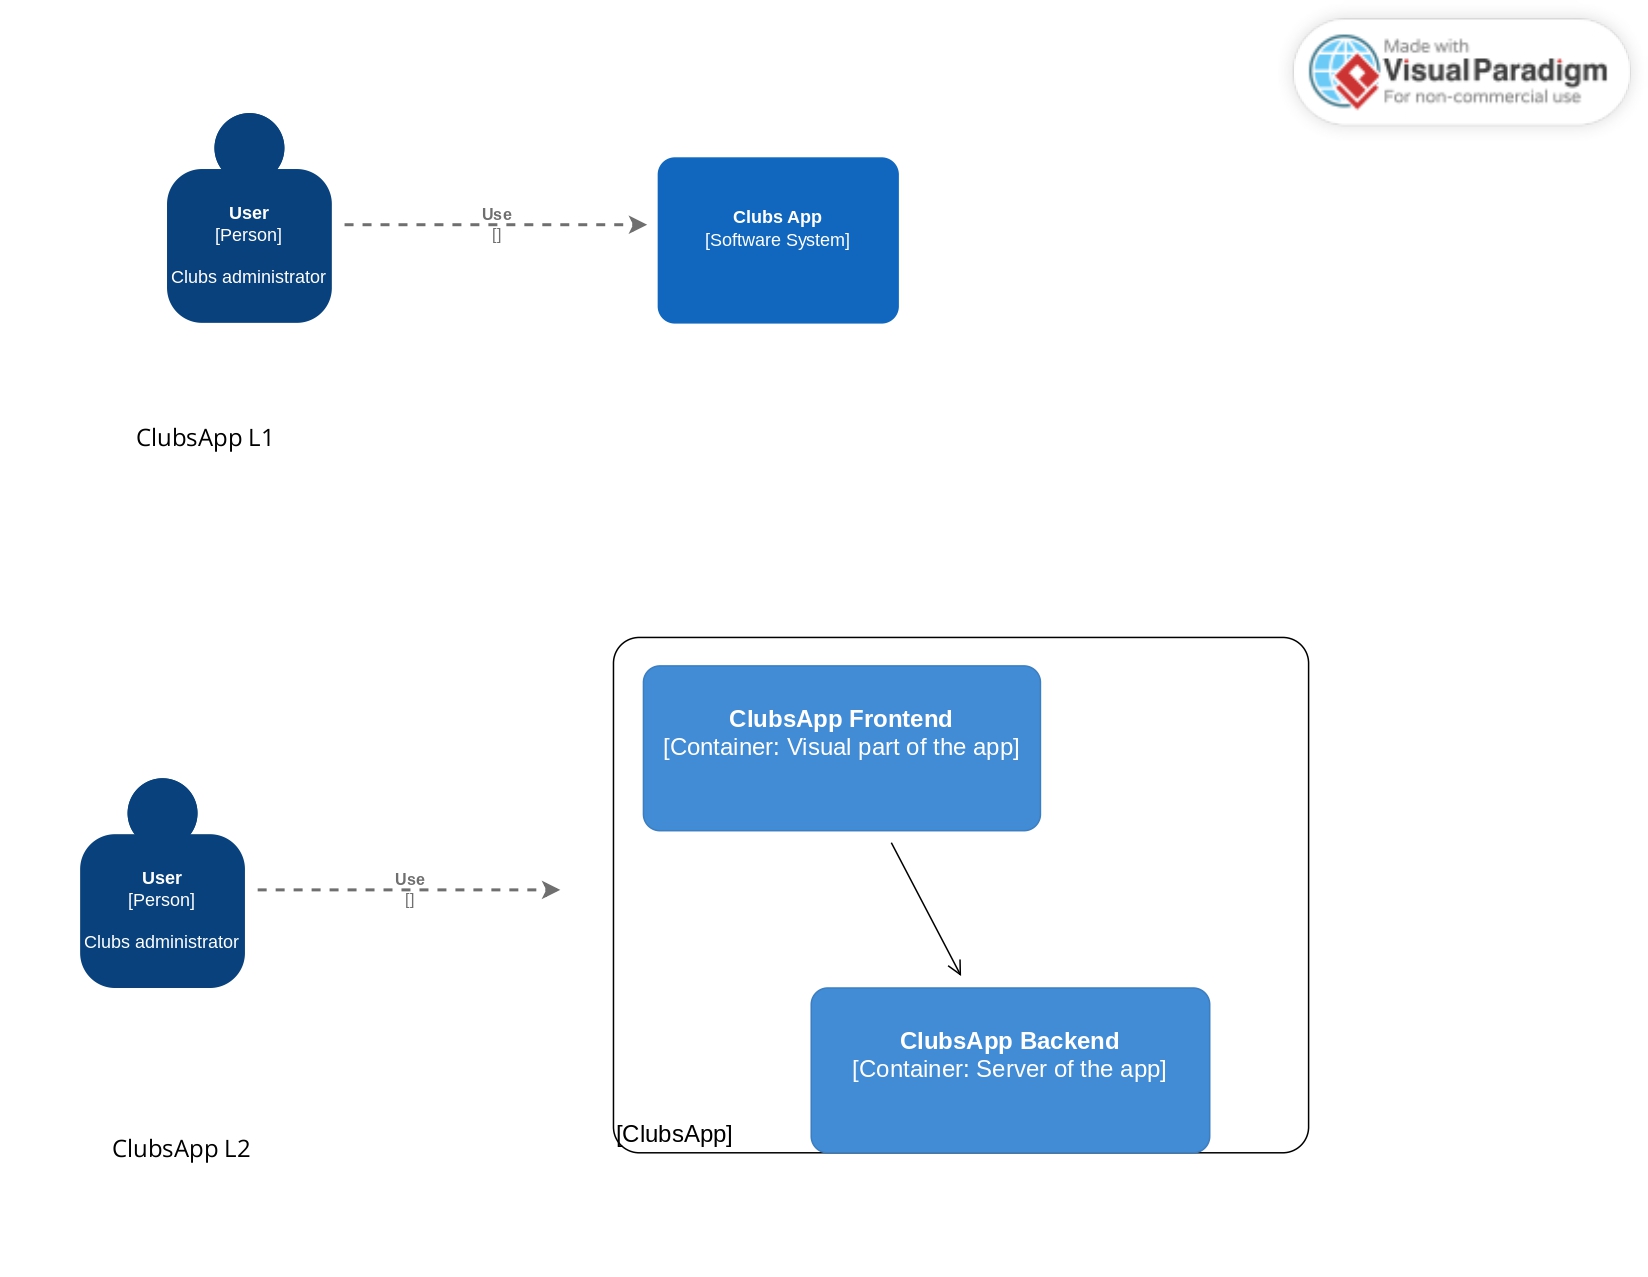 Made with
Visual Paradigm
For non-commercial use
User
[Person]
Clubs administrator
Use
[]
Clubs App
[Software System]
ClubsApp L1
ClubsApp Frontend
[Container: Visual part of the app]
User
[Person]
Clubs administrator
Use
[]
ClubsApp Backend
[Container: Server of the app]
[ClubsApp]
ClubsApp L2